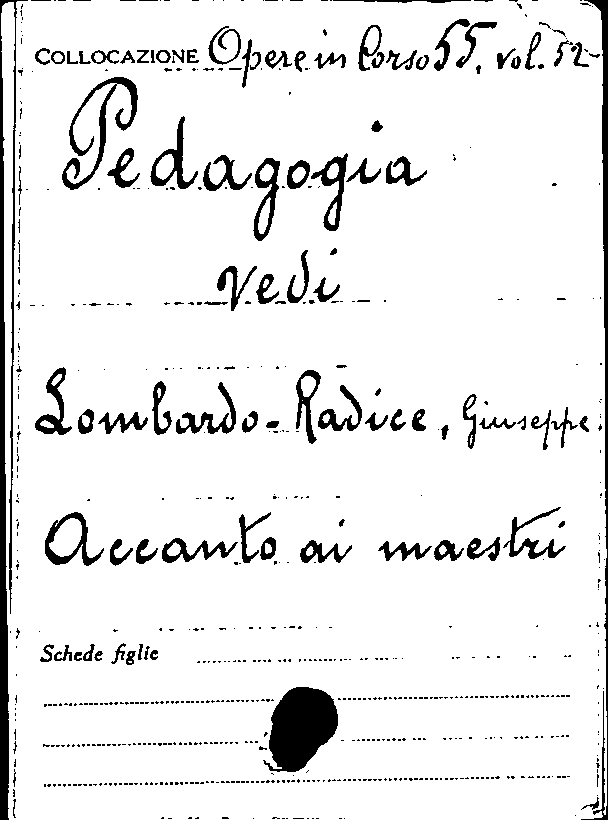 COLLOCAZIONE Opere in Corso 55, vol. 52
Pedagogia
vedi
Lombardo-Radice, Giuseppe.
Accanto ai maestri
Schede figlie